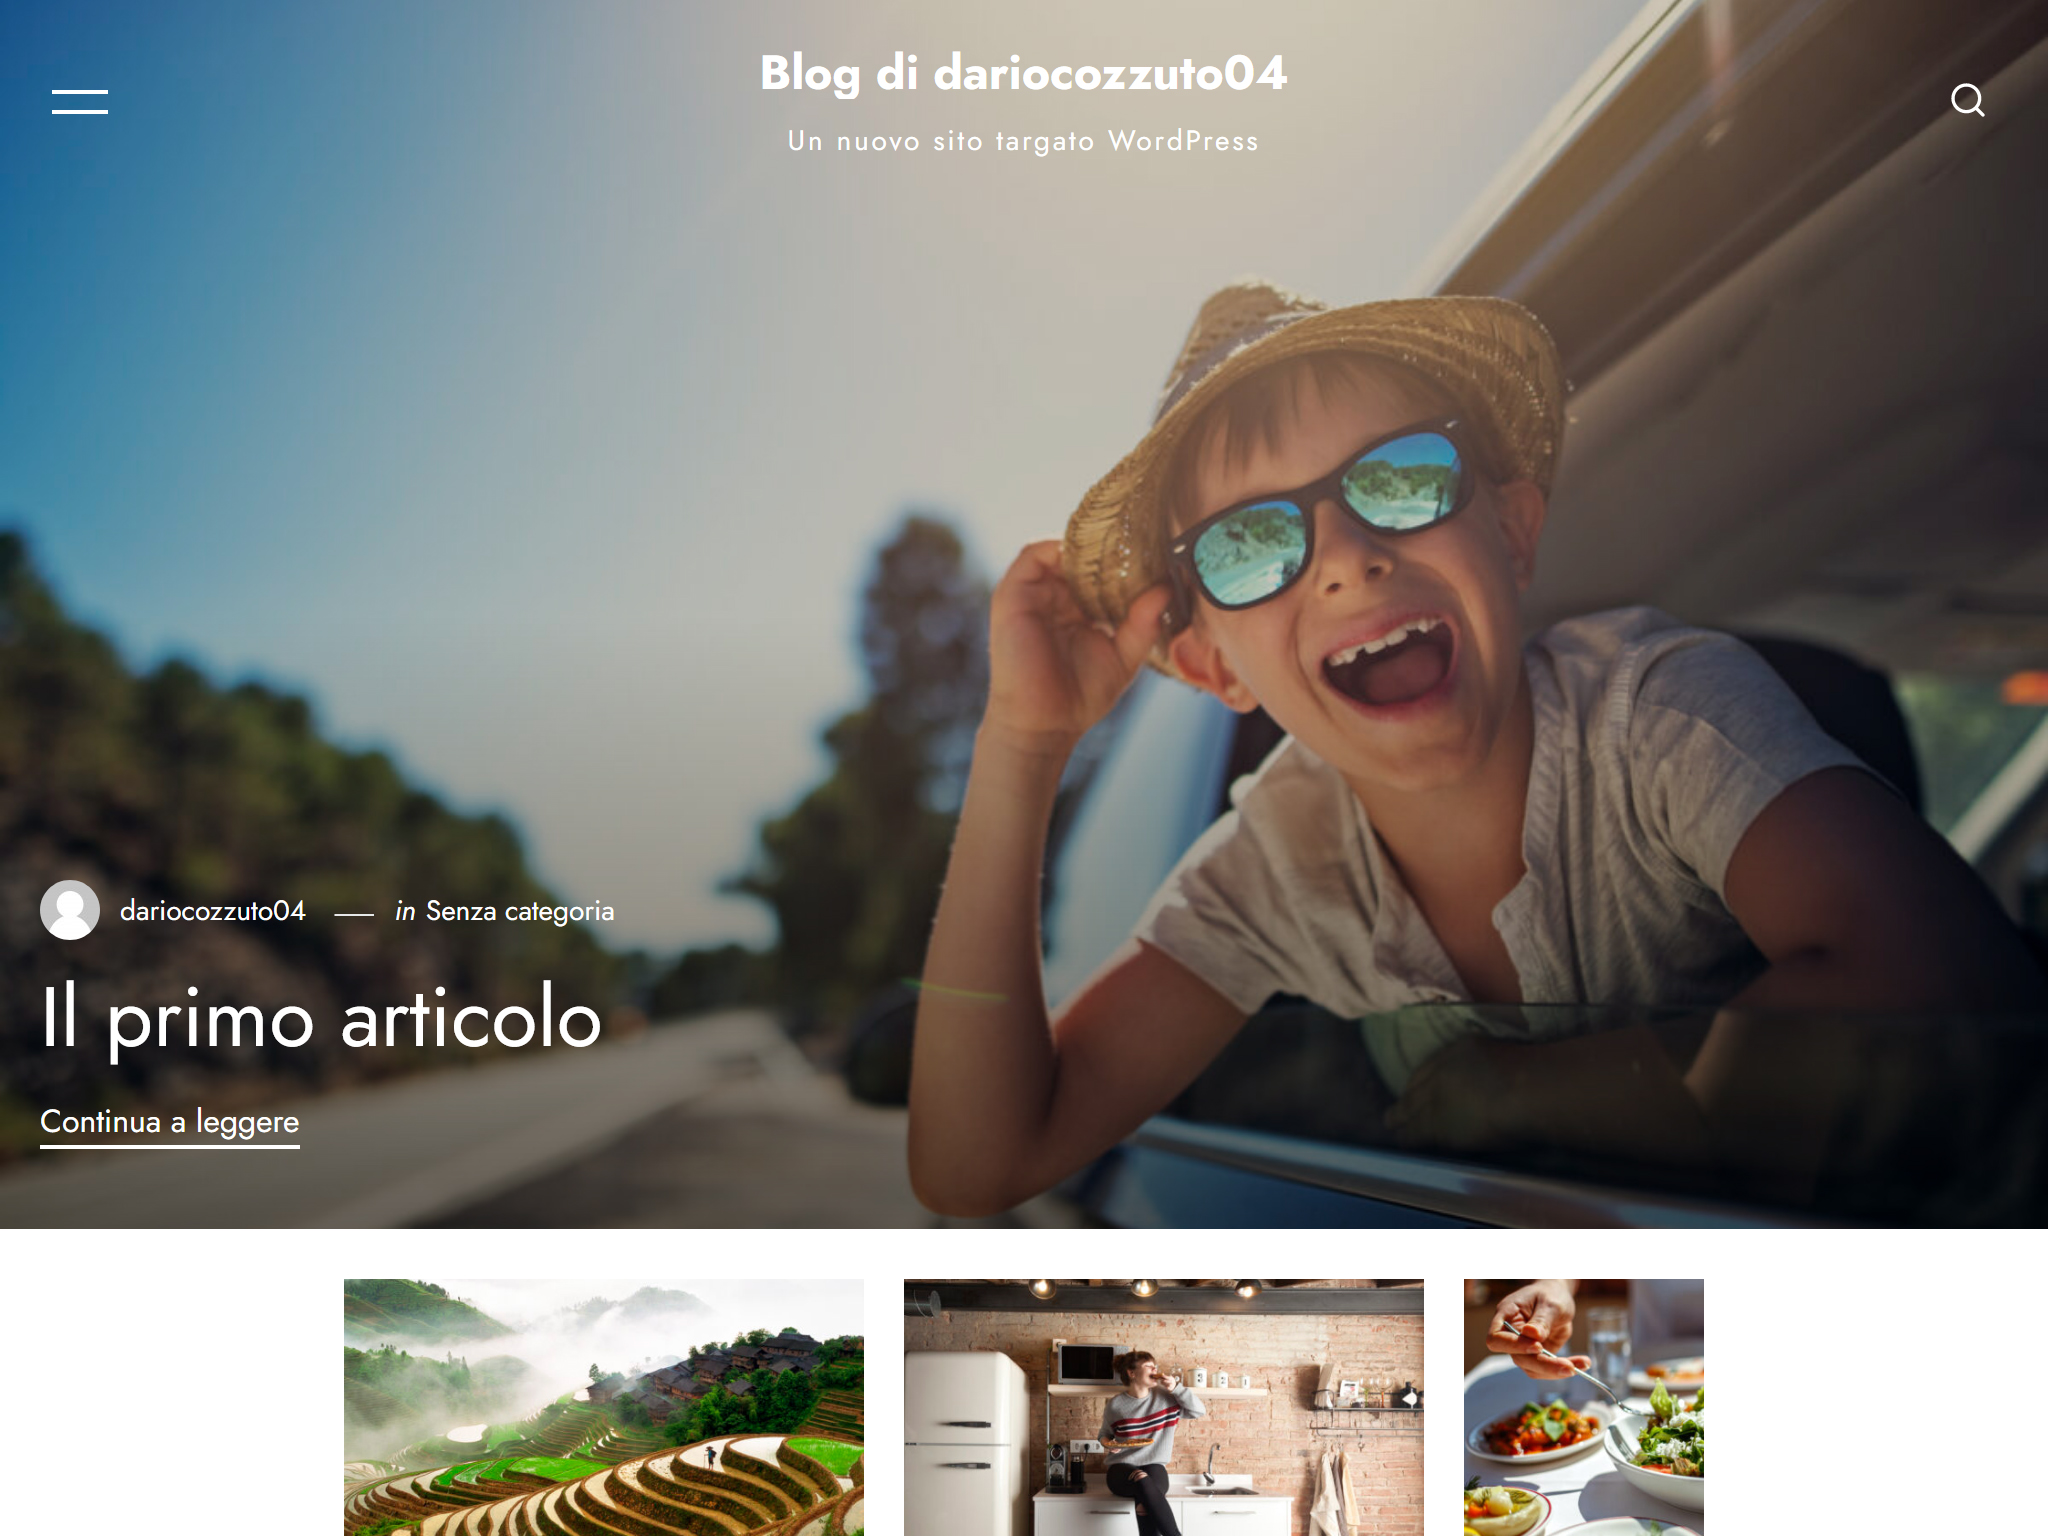 Blog di dariocozzuto04
Un nuovo sito targato WordPress
dariocozzuto04 — in Senza categoria
Il primo articolo
Continua a leggere